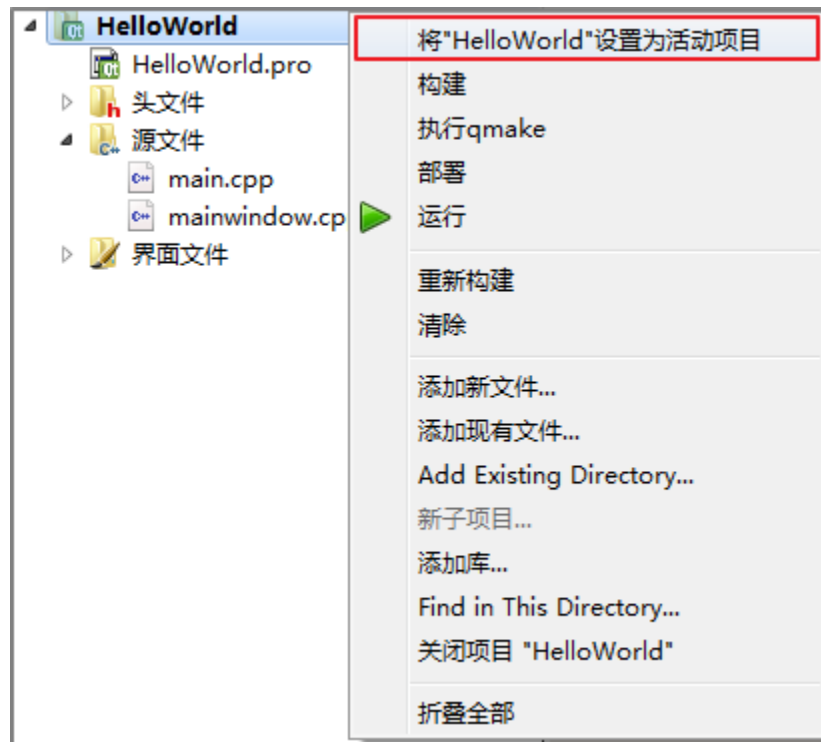 HelloWorld
HelloWorld.pro
头文件
源文件
main.cpp
mainwindow.cp
界面文件
将"HelloWorld"设置为活动项目
构建
执行qmake
部署
运行
重新构建
清除
添加新文件...
添加现有文件...
Add Existing Directory...
新子项目...
添加库...
Find in This Directory...
关闭项目 "HelloWorld"
折叠全部